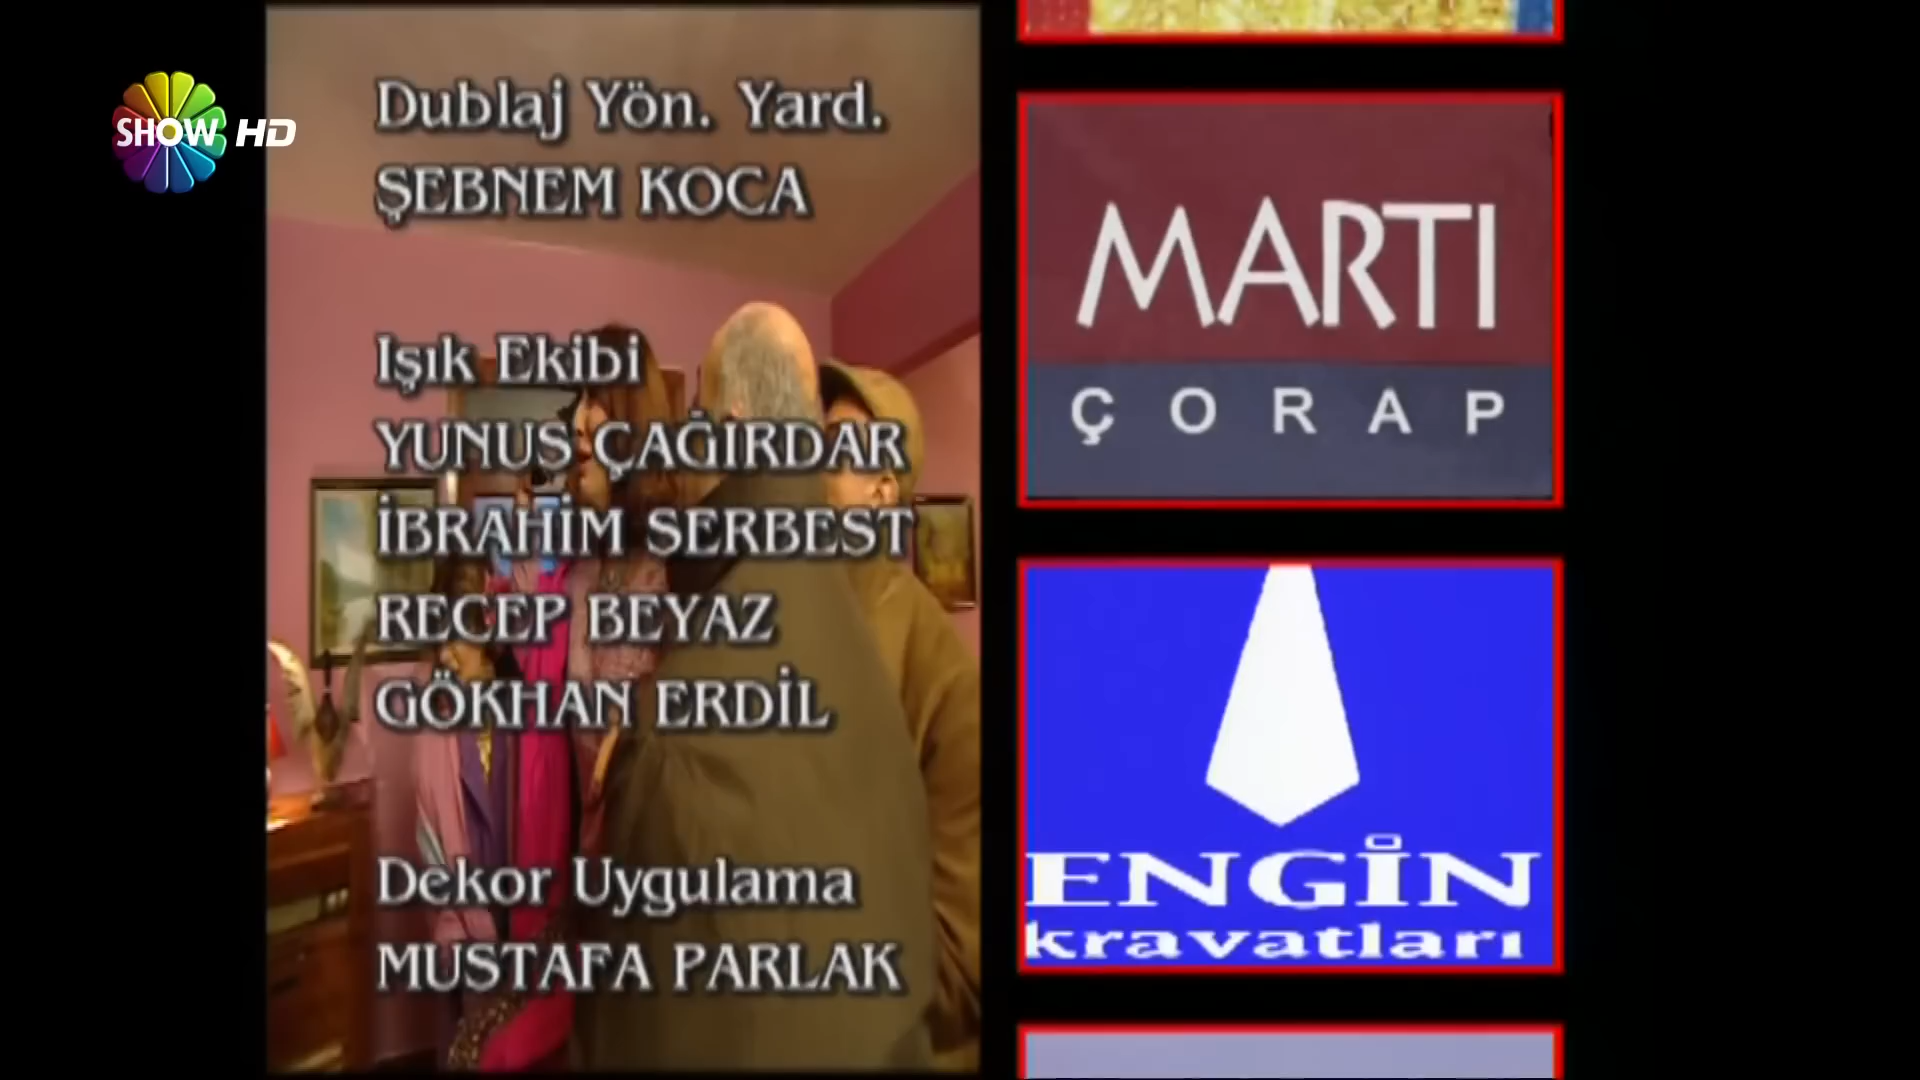 SHOW HD
Dublaj Yön. Yard.
ŞEBNEM KOCA
Işık Ekibi
YUNUS ÇAĞIRDAR
İBRAHİM SERBEST
RECEP BEYAZ
GÖKHAN ERDİL
Dekor Uygulama
MUSTAFA PARLAK
MARTI
ÇORAP
ENGİN
kravatları